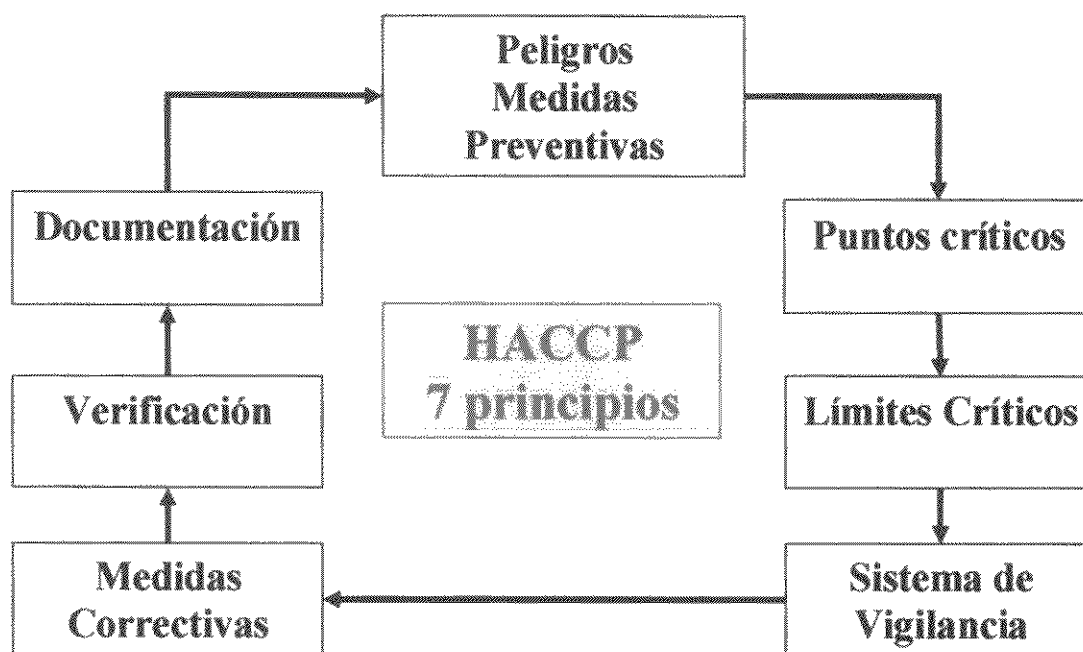 Peligros
Medidas
Preventivas
Documentación
Puntos críticos
HACCP
7 principios
Verificación
Límites Críticos
Medidas
Correctivas
Sistema de
Vigilancia